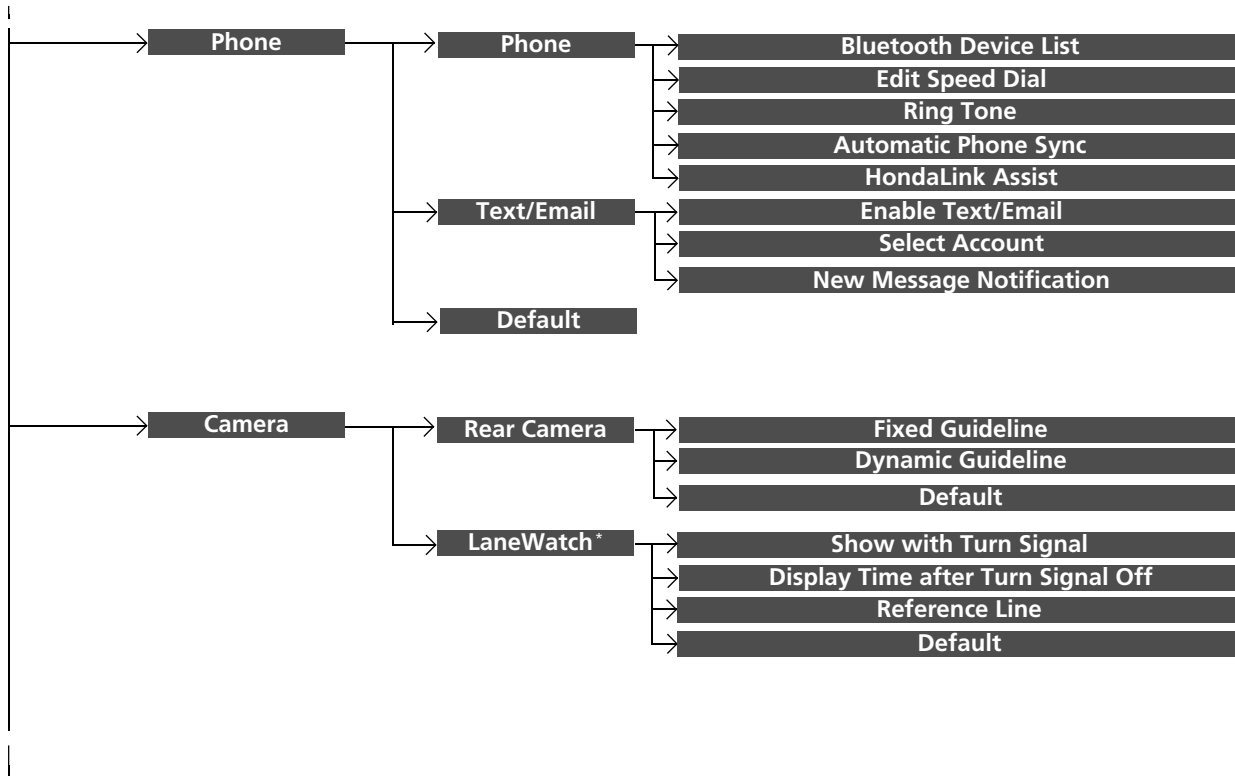 Phone
Phone
Bluetooth Device List
Edit Speed Dial
Ring Tone
Automatic Phone Sync
HondaLink Assist
Text/Email
Enable Text/Email
Select Account
New Message Notification
Default
Camera
Rear Camera
Fixed Guideline
Dynamic Guideline
Default
LaneWatch*
Show with Turn Signal
Display Time after Turn Signal Off
Reference Line
Default